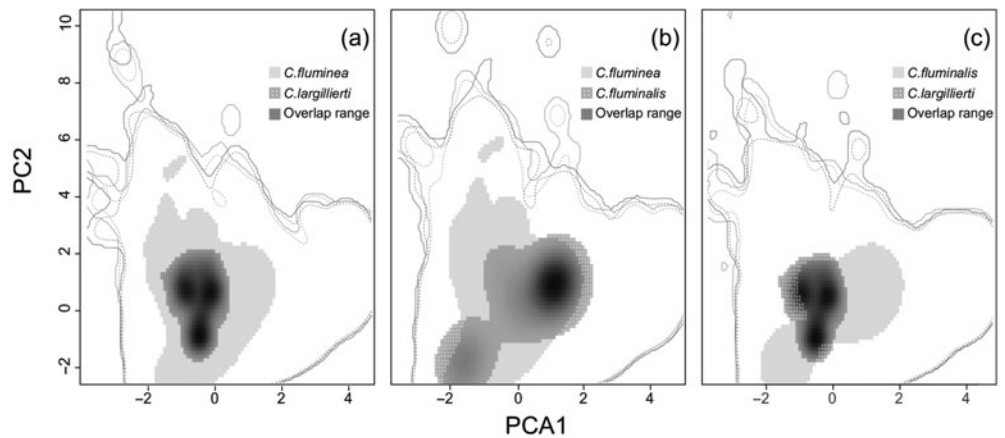 (a)
C.fluminea
C.largillierti
Overlap range
(b)
C.fluminea
C.fluminalis
Overlap range
(c)
C.fluminalis
C.largillierti
Overlap range
PC2
10
8
6
4
2
0
−2
−2 0 2 4
−2 0 2 4
−2 0 2 4
PCA1